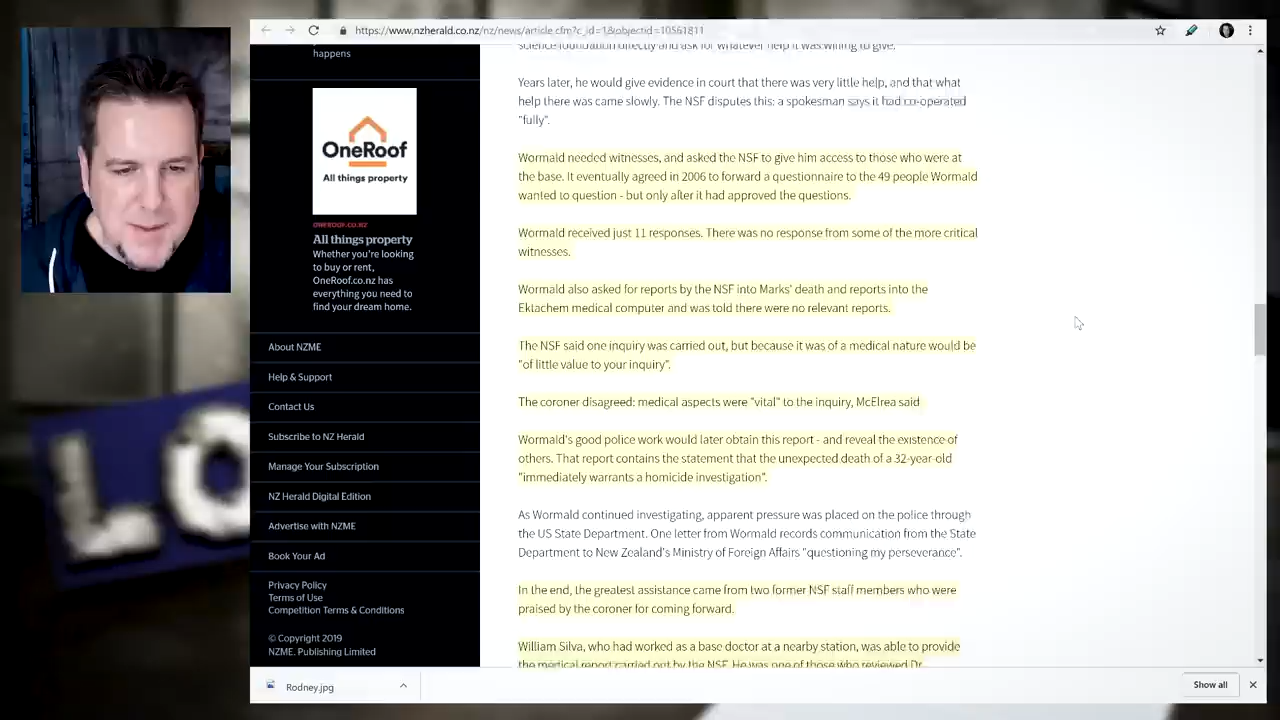 https://www.nzherald.co.nz/nz/news/article.cfm?c_id=1&objectid=10561811
happens
OneRoof
All things property
ONEROOF.CO.NZ
All things property
Whether you're looking
to buy or rent,
OneRoof.co.nz has
everything you need to
find your dream home.
About NZME
Help & Support
Contact Us
Subscribe to NZ Herald
Manage Your Subscription
NZ Herald Digital Edition
Advertise with NZME
Book Your Ad
Privacy Policy
Terms of Use
Competition Terms & Conditions
© Copyright 2019
NZME. Publishing Limited
science foundation directly and ask for whatever help it was willing to give.
Years later, he would give evidence in court that there was very little help, and that what
help there was came slowly. The NSF disputes this: a spokesman says it had co-operated
"fully".
Wormald needed witnesses, and asked the NSF to give him access to those who were at
the base. It eventually agreed in 2006 to forward a questionnaire to the 49 people Wormald
wanted to question - but only after it had approved the questions.
Wormald received just 11 responses. There was no response from some of the more critical
witnesses.
Wormald also asked for reports by the NSF into Marks' death and reports into the
Ektachem medical computer and was told there were no relevant reports.
The NSF said one inquiry was carried out, but because it was of a medical nature would be
"of little value to your inquiry".
The coroner disagreed: medical aspects were "vital" to the inquiry, McElrea said
Wormald's good police work would later obtain this report - and reveal the existence of
others. That report contains the statement that the unexpected death of a 32-year-old
"immediately warrants a homicide investigation".
As Wormald continued investigating, apparent pressure was placed on the police through
the US State Department. One letter from Wormald records communication from the State
Department to New Zealand's Ministry of Foreign Affairs "questioning my perseverance".
In the end, the greatest assistance came from two former NSF staff members who were
praised by the coroner for coming forward.
William Silva, who had worked as a base doctor at a nearby station, was able to provide
the medical report carried out by the NSF. He was one of those who reviewed Dr
Rodney.jpg
Show all
LO